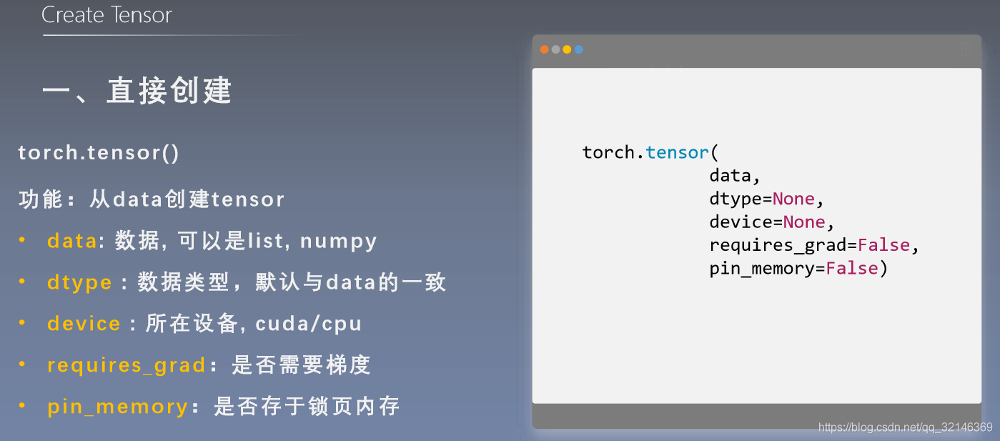 Create Tensor
一、直接创建
torch.tensor()
功能：从data创建tensor
• data: 数据, 可以是list, numpy
• dtype : 数据类型，默认与data的一致
• device : 所在设备, cuda/cpu
• requires_grad：是否需要梯度
• pin_memory：是否存于锁页内存
torch.tensor(
data,
dtype=None,
device=None,
requires_grad=False,
pin_memory=False)
https://blog.csdn.net/qq_32146369